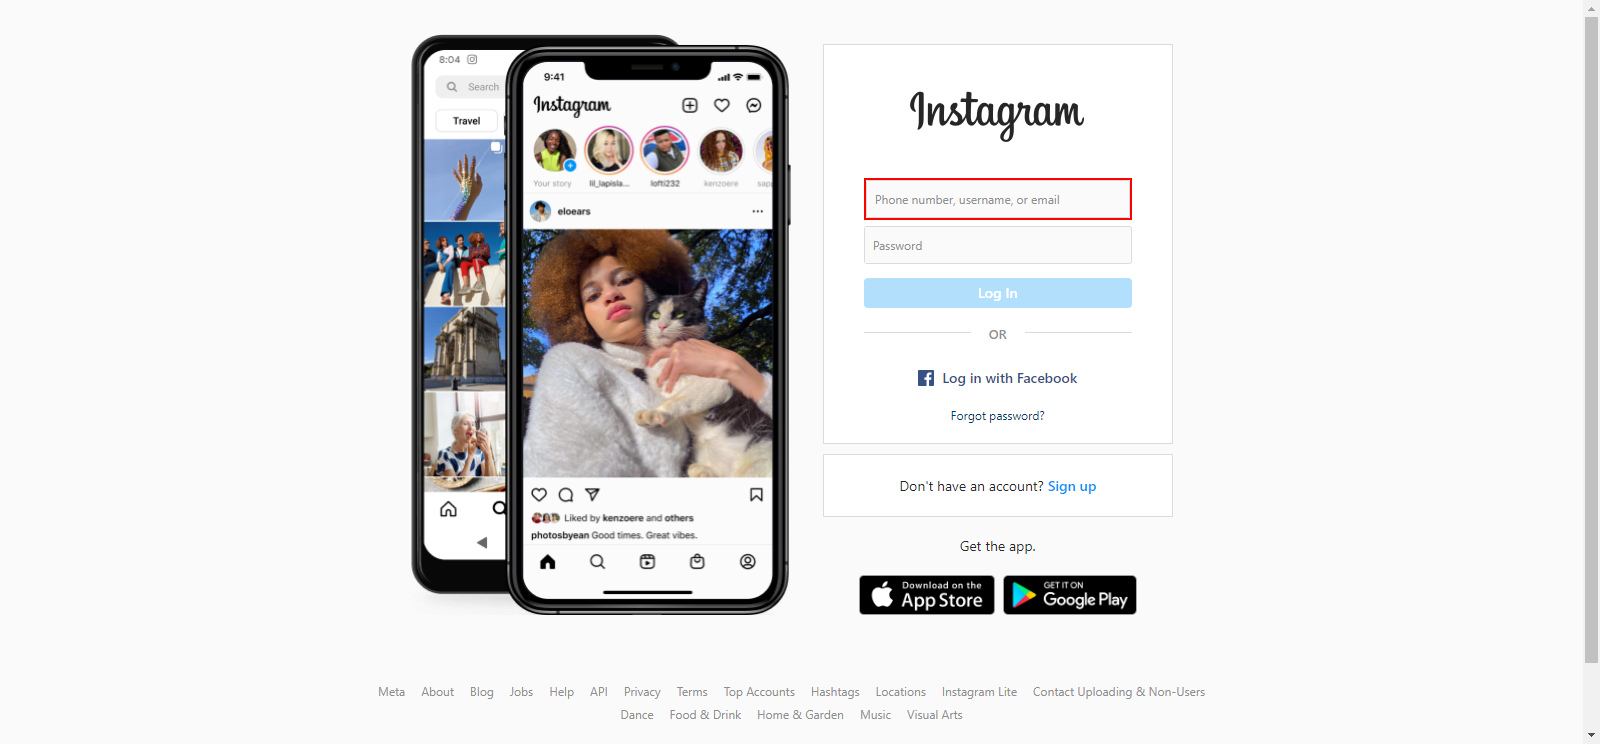 8:04
Search
Travel
9:41
Instagram
Your story
lil_lapisla...
lofti232
kenzoere
sap
eloears
Liked by kenzoere and others
photosbyean Good times. Great vibes.
Instagram
Phone number, username, or email
Password
Log In
OR
Log in with Facebook
Forgot password?
Don't have an account? Sign up
Get the app.
Download on the
App Store
GET IT ON
Google Play
Meta About Blog Jobs Help API Privacy Terms Top Accounts Hashtags Locations Instagram Lite Contact Uploading & Non-Users
Dance Food & Drink Home & Garden Music Visual Arts